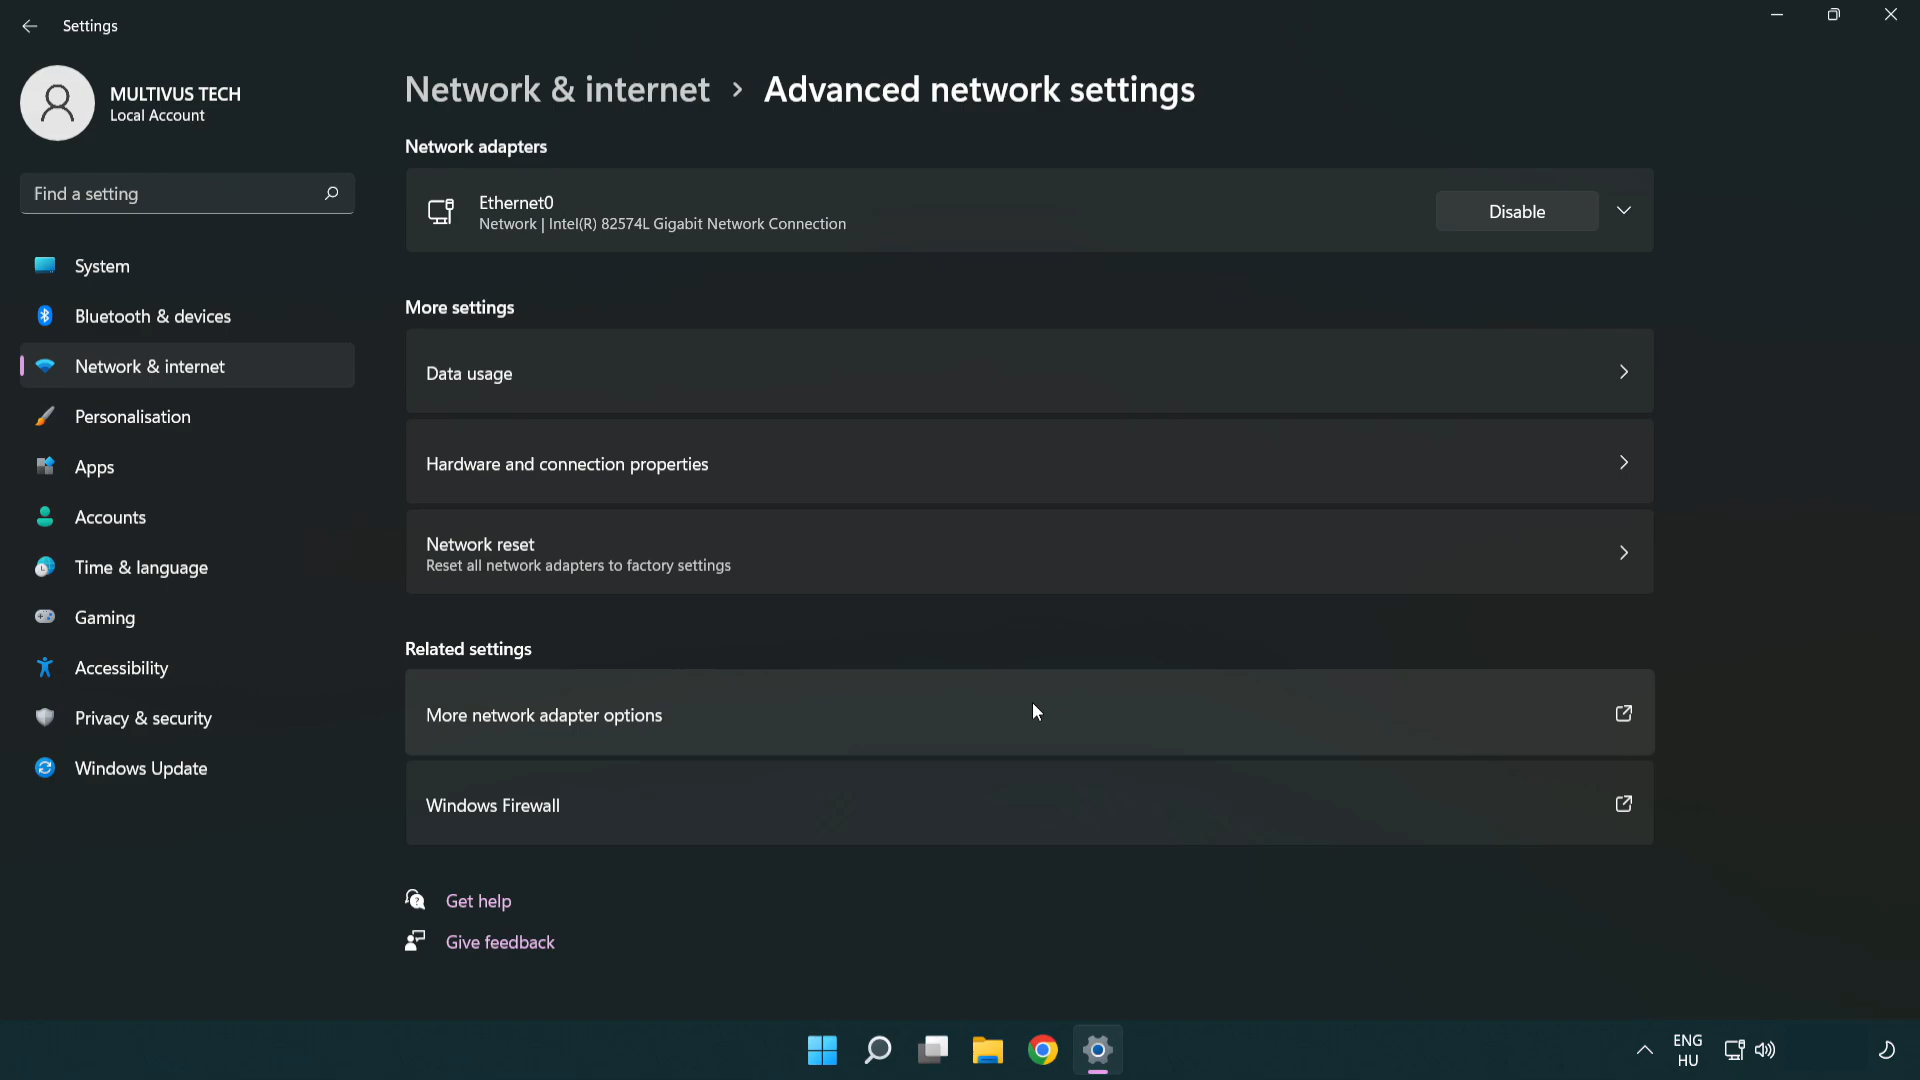 Settings
MULTIVUS TECH
Local Account
Find a setting
System
Bluetooth & devices
Network & internet
Personalisation
Apps
Accounts
Time & language
Gaming
Accessibility
Privacy & security
Windows Update
Network & internet > Advanced network settings
Network adapters
Ethernet0
Network | Intel(R) 82574L Gigabit Network Connection
Disable
More settings
Data usage
Hardware and connection properties
Network reset
Reset all network adapters to factory settings
Related settings
More network adapter options
Windows Firewall
Get help
Give feedback
ENG
HU